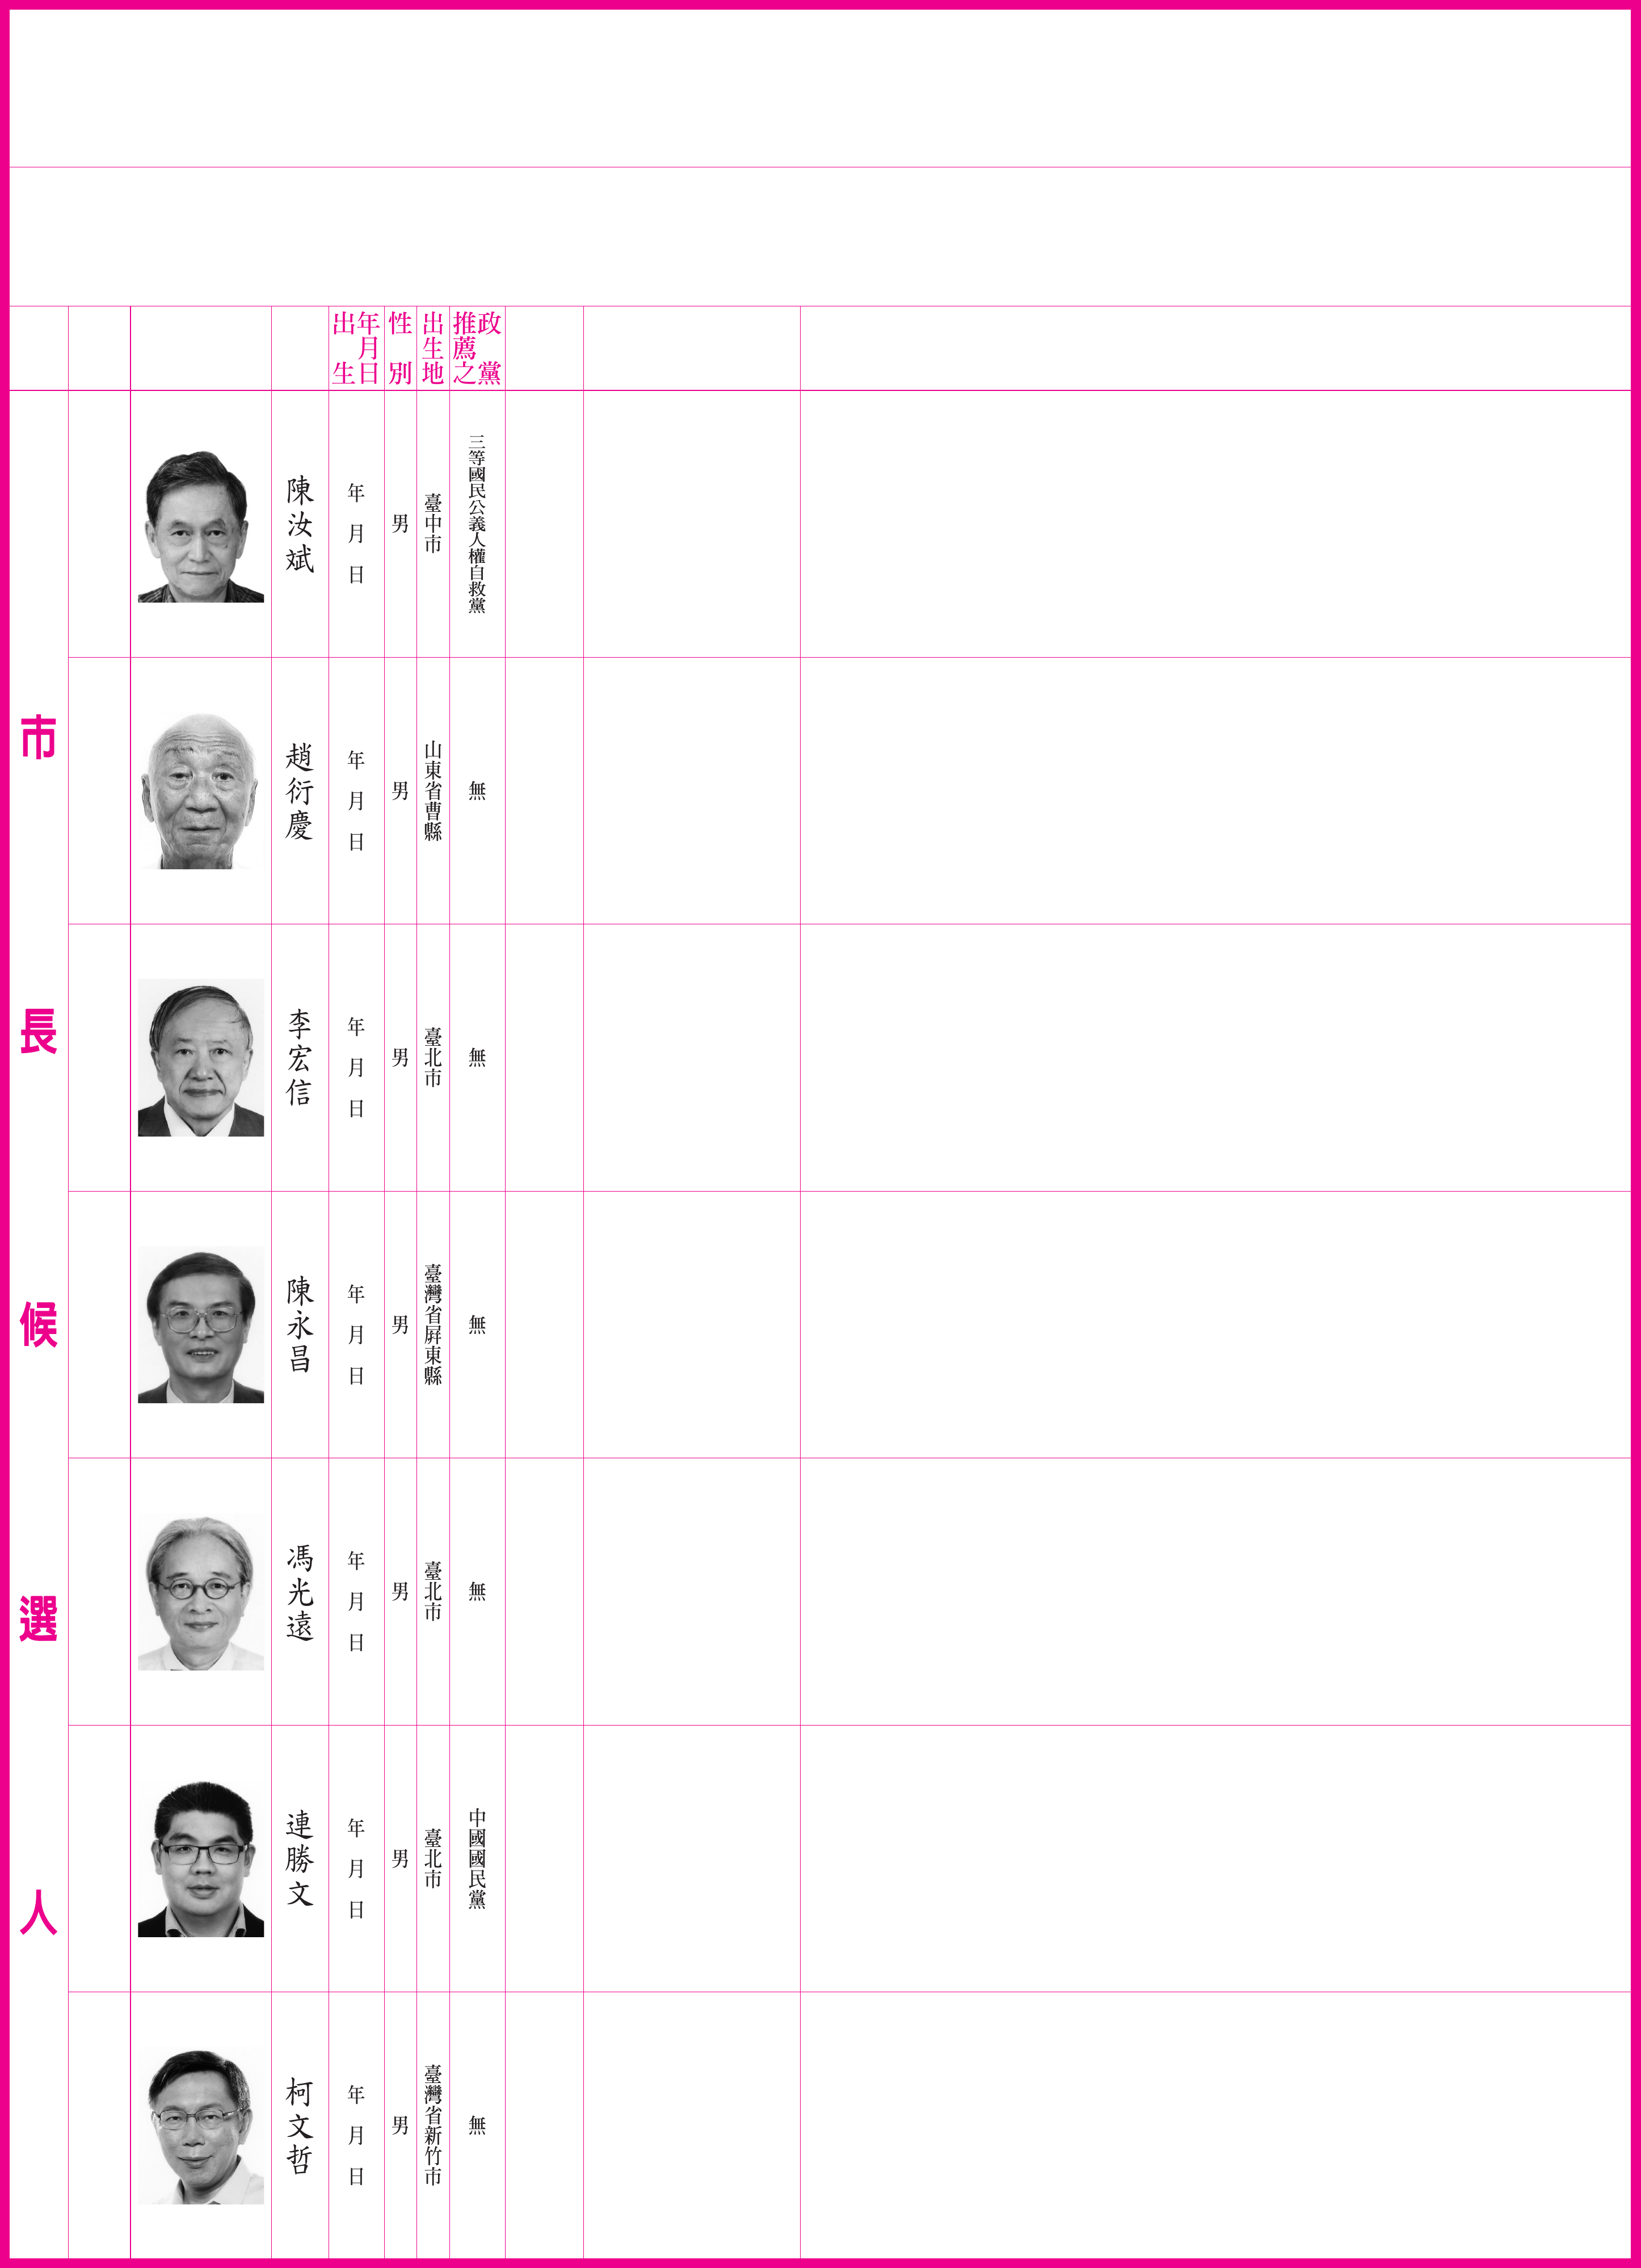 出生年月日
性別
出生地
推薦之政黨
市長候選人
陳汝斌
年月日
男
臺中市
三等國民公義人權自救黨
趙衍慶
年月日
男
山東省曹縣
無
李宏信
年月日
男
臺北市
無
陳永昌
年月日
男
臺灣省屏東縣
無
馮光遠
年月日
男
臺北市
無
連勝文
年月日
男
臺北市
中國國民黨
柯文哲
年月日
男
臺灣省新竹市
無